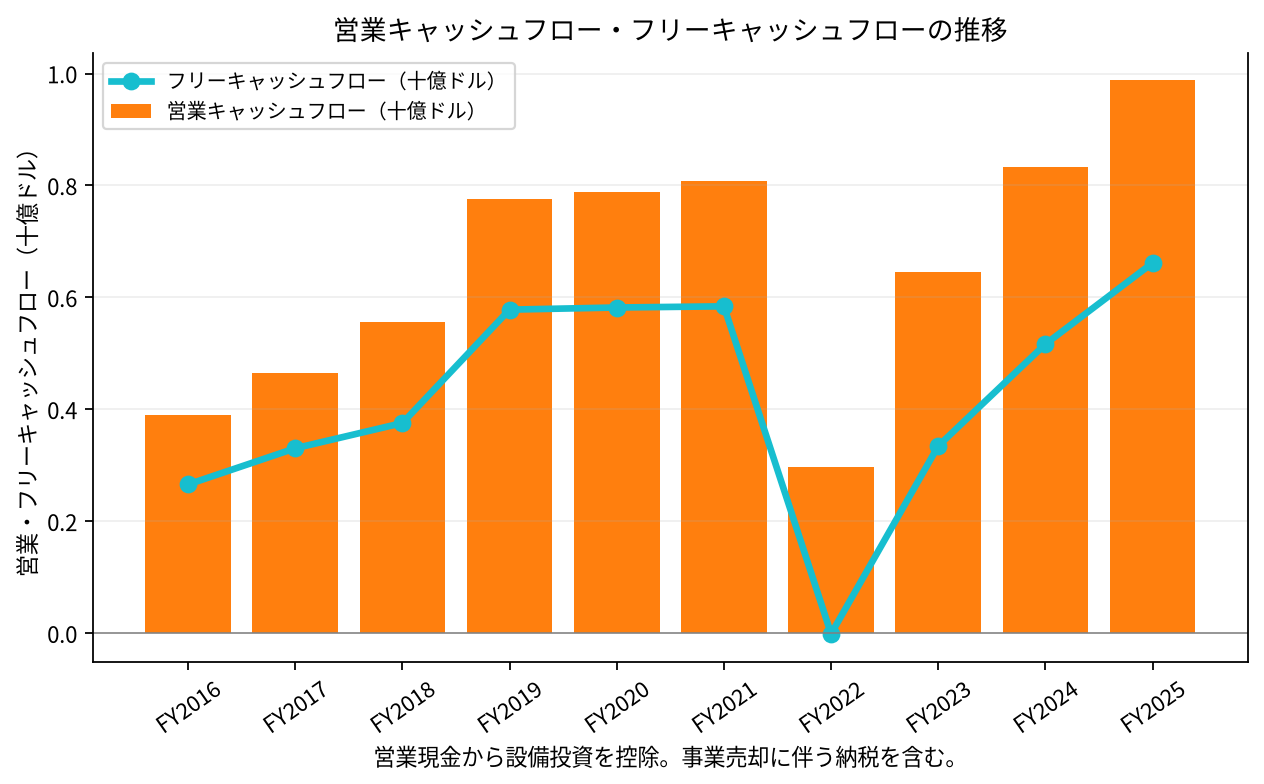 営業キャッシュフロー・フリーキャッシュフローの推移
フリーキャッシュフロー（十億ドル）
営業キャッシュフロー（十億ドル）
営業・フリーキャッシュフロー（十億ドル）
1.0
0.8
0.6
0.4
0.2
0.0
FY2016
FY2017
FY2018
FY2019
FY2020
FY2021
FY2022
FY2023
FY2024
FY2025
営業現金から設備投資を控除。事業売却に伴う納税を含む。